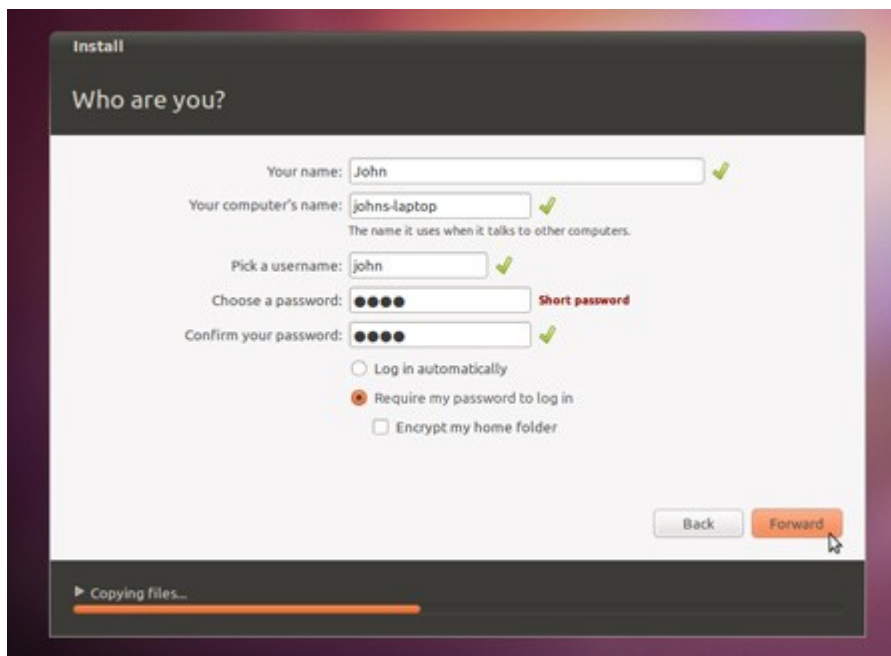 Install
Who are you?
Your name: John
Your computer's name: johns-laptop
The name it uses when it talks to other computers.
Pick a username: john
Choose a password: ●●●● Short password
Confirm your password: ●●●●
Log in automatically
Require my password to log in
Encrypt my home folder
Back Forward
Copying files...